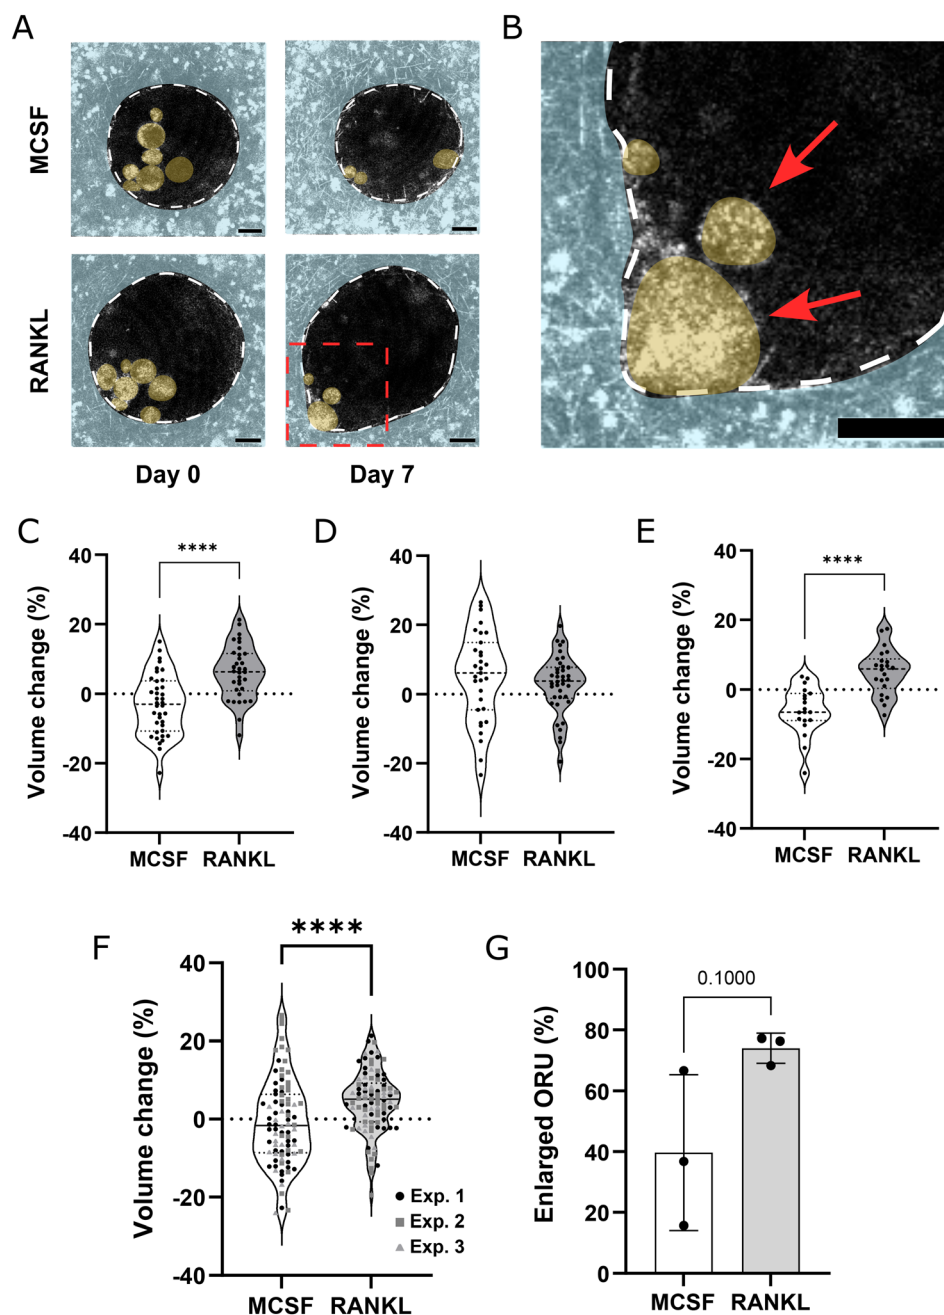 A
B
MCSF
RANKL
Day 0
Day 7
C
D
E
****
****
40
20
0
-20
-40
Volume change (%)
MCSF RANKL
40
20
0
-20
-40
Volume change (%)
MCSF RANKL
40
20
0
-20
-40
Volume change (%)
MCSF RANKL
F
****
40
20
0
-20
-40
Volume change (%)
Exp. 1
Exp. 2
Exp. 3
MCSF RANKL
G
0.1000
100
80
60
40
20
0
Enlarged ORU (%)
MCSF RANKL